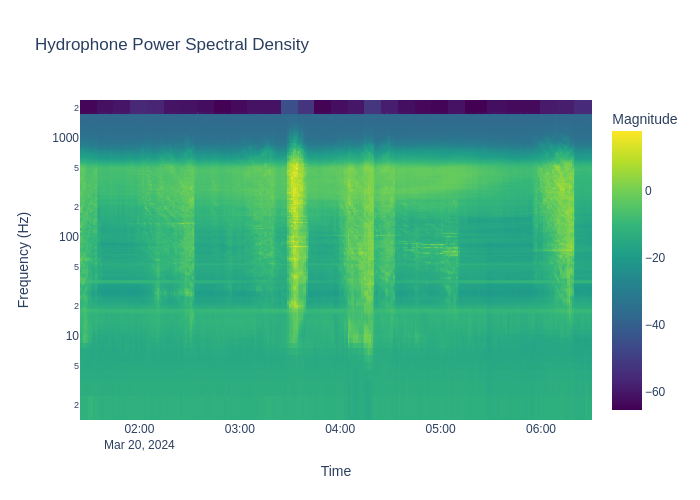 Hydrophone Power Spectral Density
Magnitude
0
−20
−40
−60
2
1000
5
2
100
5
2
10
5
2
Frequency (Hz)
02:00 03:00 04:00 05:00 06:00
Mar 20, 2024
Time